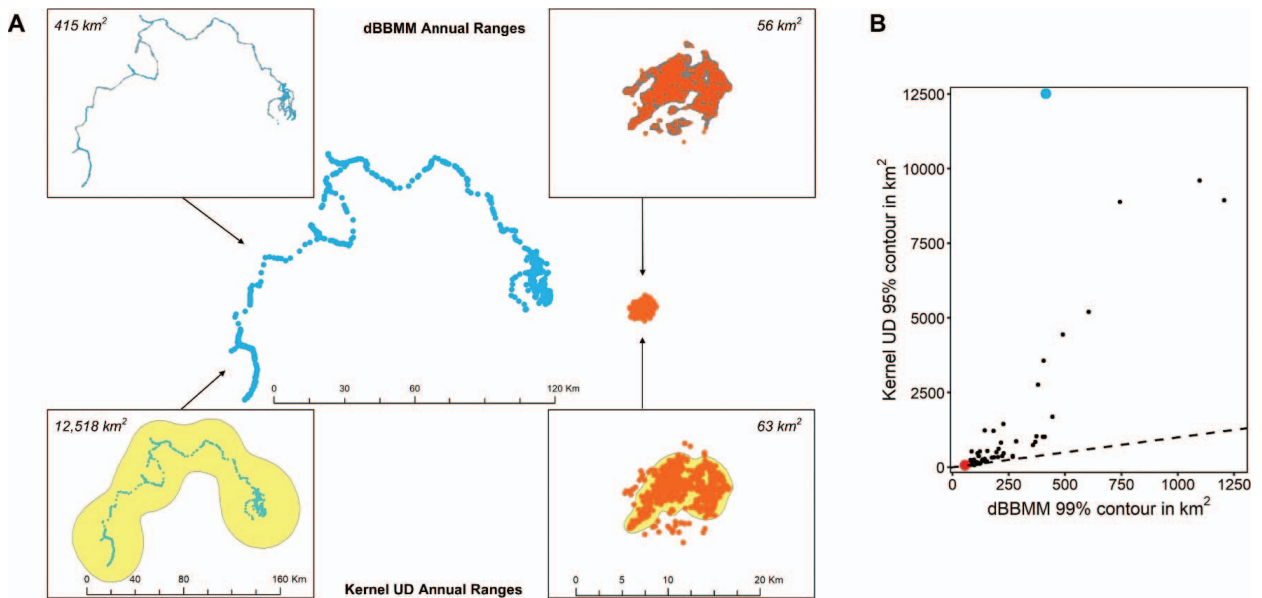 A
415 km²
dBBMM Annual Ranges
56 km²
B
0 30 60 120 Km
12,518 km²
63 km²
0 40 80 160 Km
0 5 10 20 Km
Kernel UD Annual Ranges
Kernel UD 95% contour in km²
12500
10000
7500
5000
2500
0
0 250 500 750 1000 1250
dBBMM 99% contour in km²